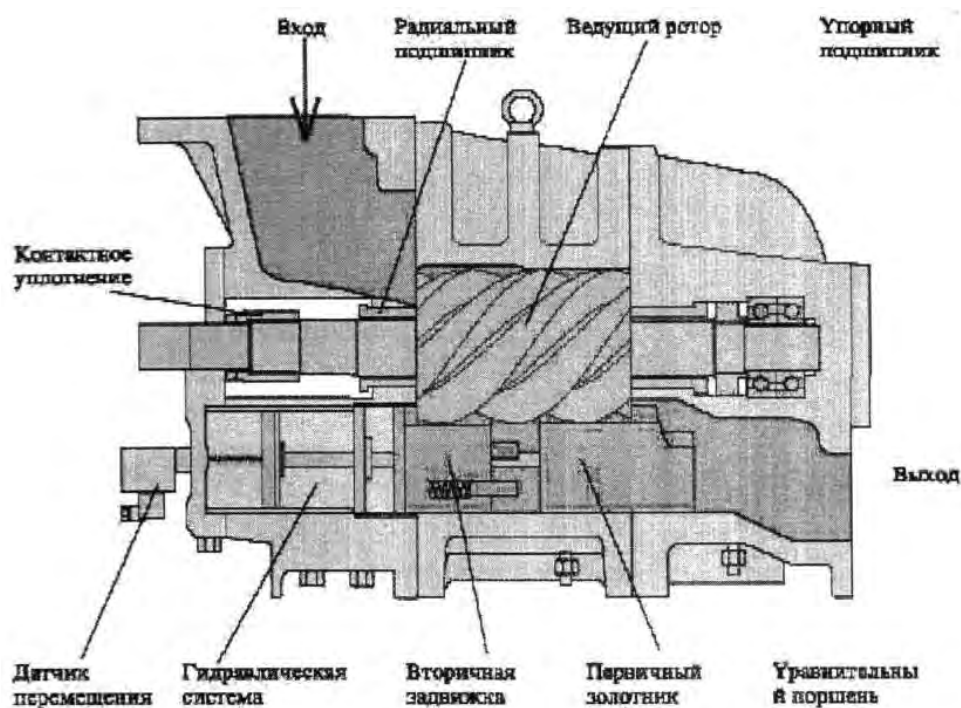 Вход
Радиальный
подшипник
Ведущий ротор
Упорный
подшипник
Контактное
уплотнение
Выход
Датчик
перемещения
Гидравлическая
система
Вторичная
задвижка
Первичный
золотник
Уравнительны
й поршень